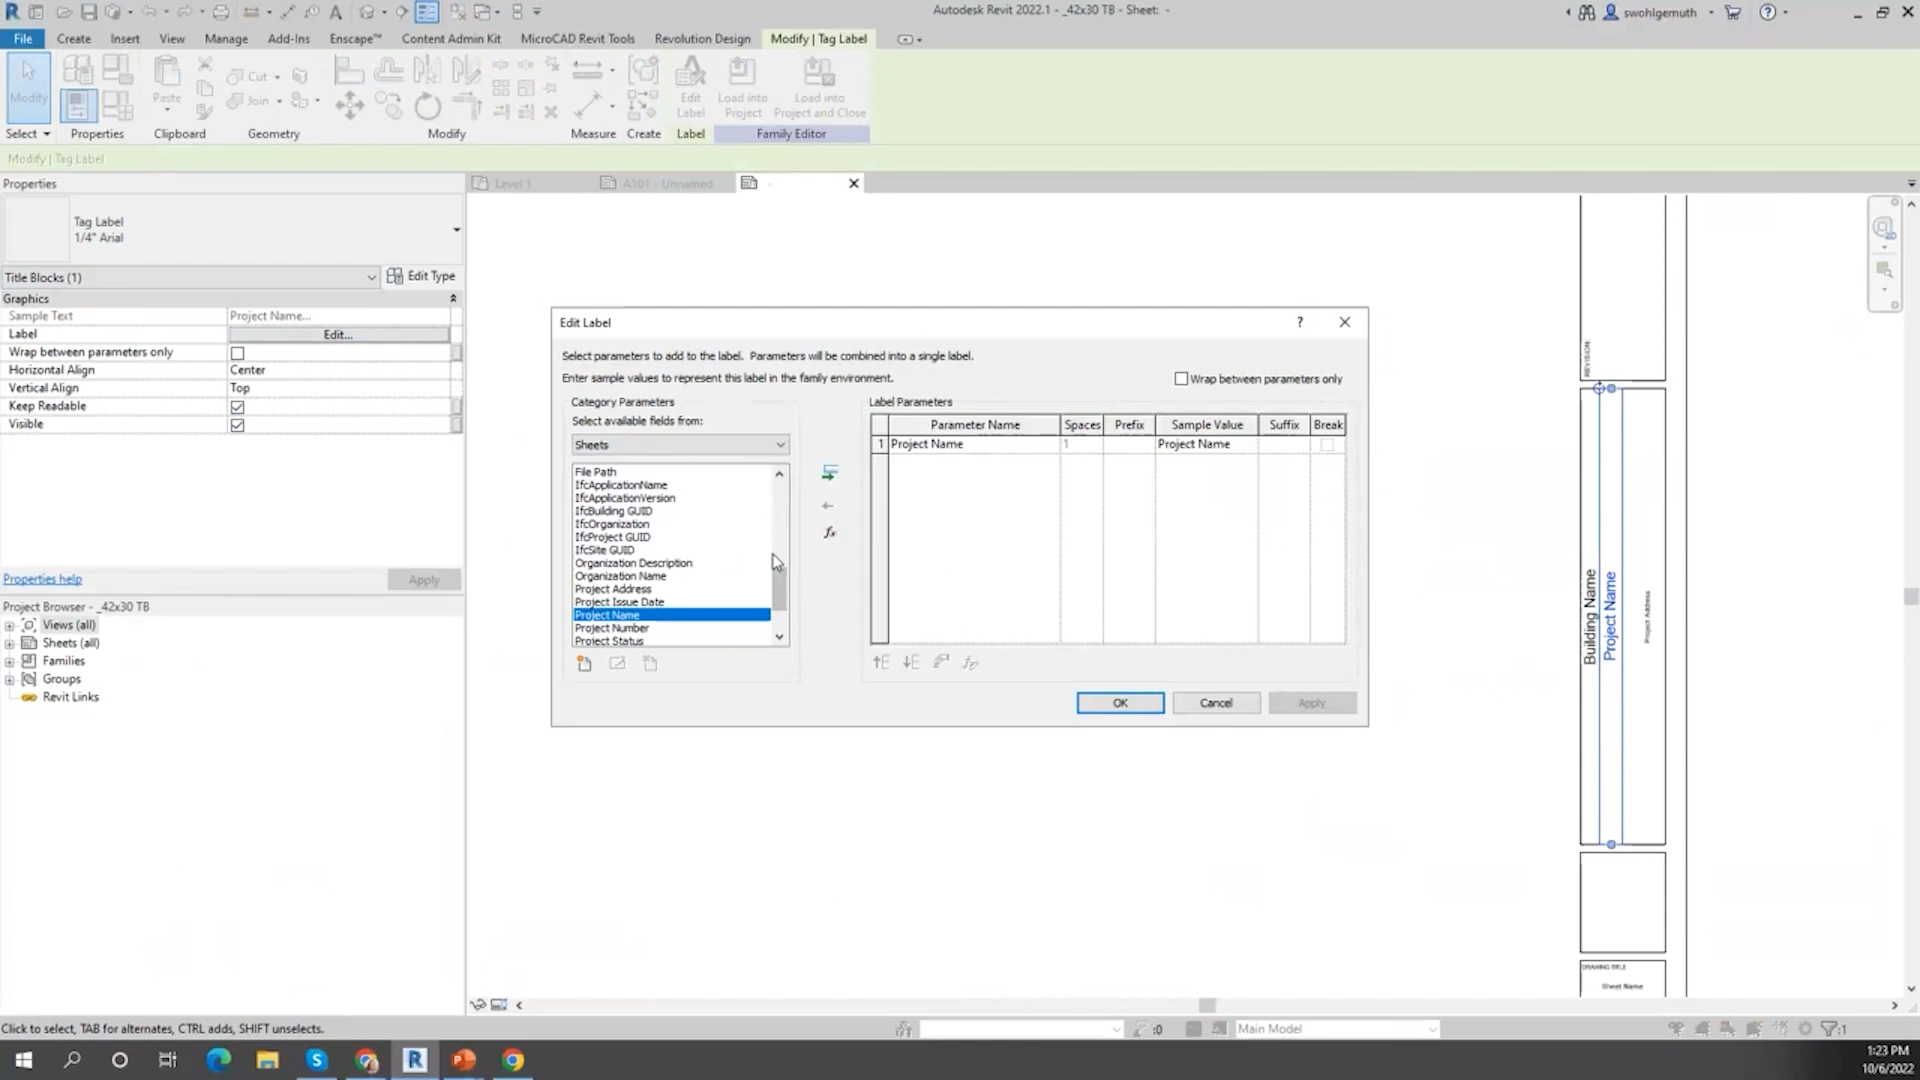 Autodesk Revit 2022.1 - _42x30 TB - Sheet: -
swohlgemuth
File
Create
Insert
View
Manage
Add-Ins
Enscape™
Content Admin Kit
MicroCAD Revit Tools
Revolution Design
Modify | Tag Label
Modify
Paste
Cut
Join
Edit Label
Load into Project
Load into Project and Close
Select
Properties
Clipboard
Geometry
Modify
Measure
Create
Label
Family Editor
Modify | Tag Label
Properties
Level 1
A101 - Unnamed
-
Tag Label
1/4" Arial
Title Blocks (1)
Edit Type
Graphics
Sample Text
Project Name...
Label
Edit...
Wrap between parameters only
Horizontal Align
Center
Vertical Align
Top
Keep Readable
Visible
Properties help
Apply
Project Browser - _42x30 TB
Views (all)
Sheets (all)
Families
Groups
Revit Links
Edit Label
?
Select parameters to add to the label. Parameters will be combined into a single label.
Enter sample values to represent this label in the family environment.
Wrap between parameters only
Category Parameters
Select available fields from:
Sheets
File Path
IfcApplicationName
IfcApplicationVersion
IfcBuilding GUID
IfcOrganization
IfcProject GUID
IfcSite GUID
Organization Description
Organization Name
Project Address
Project Issue Date
Project Name
Project Number
Project Status
fx
Label Parameters
Parameter Name
Spaces
Prefix
Sample Value
Suffix
Break
1
Project Name
1
Project Name
OK
Cancel
Apply
REVISION:
Building Name
Project Name
Project Address
DRAWING TITLE
Sheet Name
Click to select, TAB for alternates, CTRL adds, SHIFT unselects.
:0
Main Model
:1
1:23 PM
10/6/2022